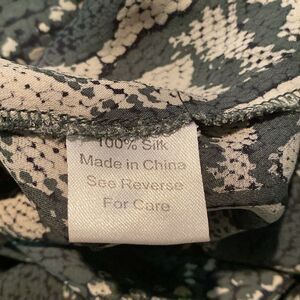 100% Silk
Made in China
See Reverse
For Care